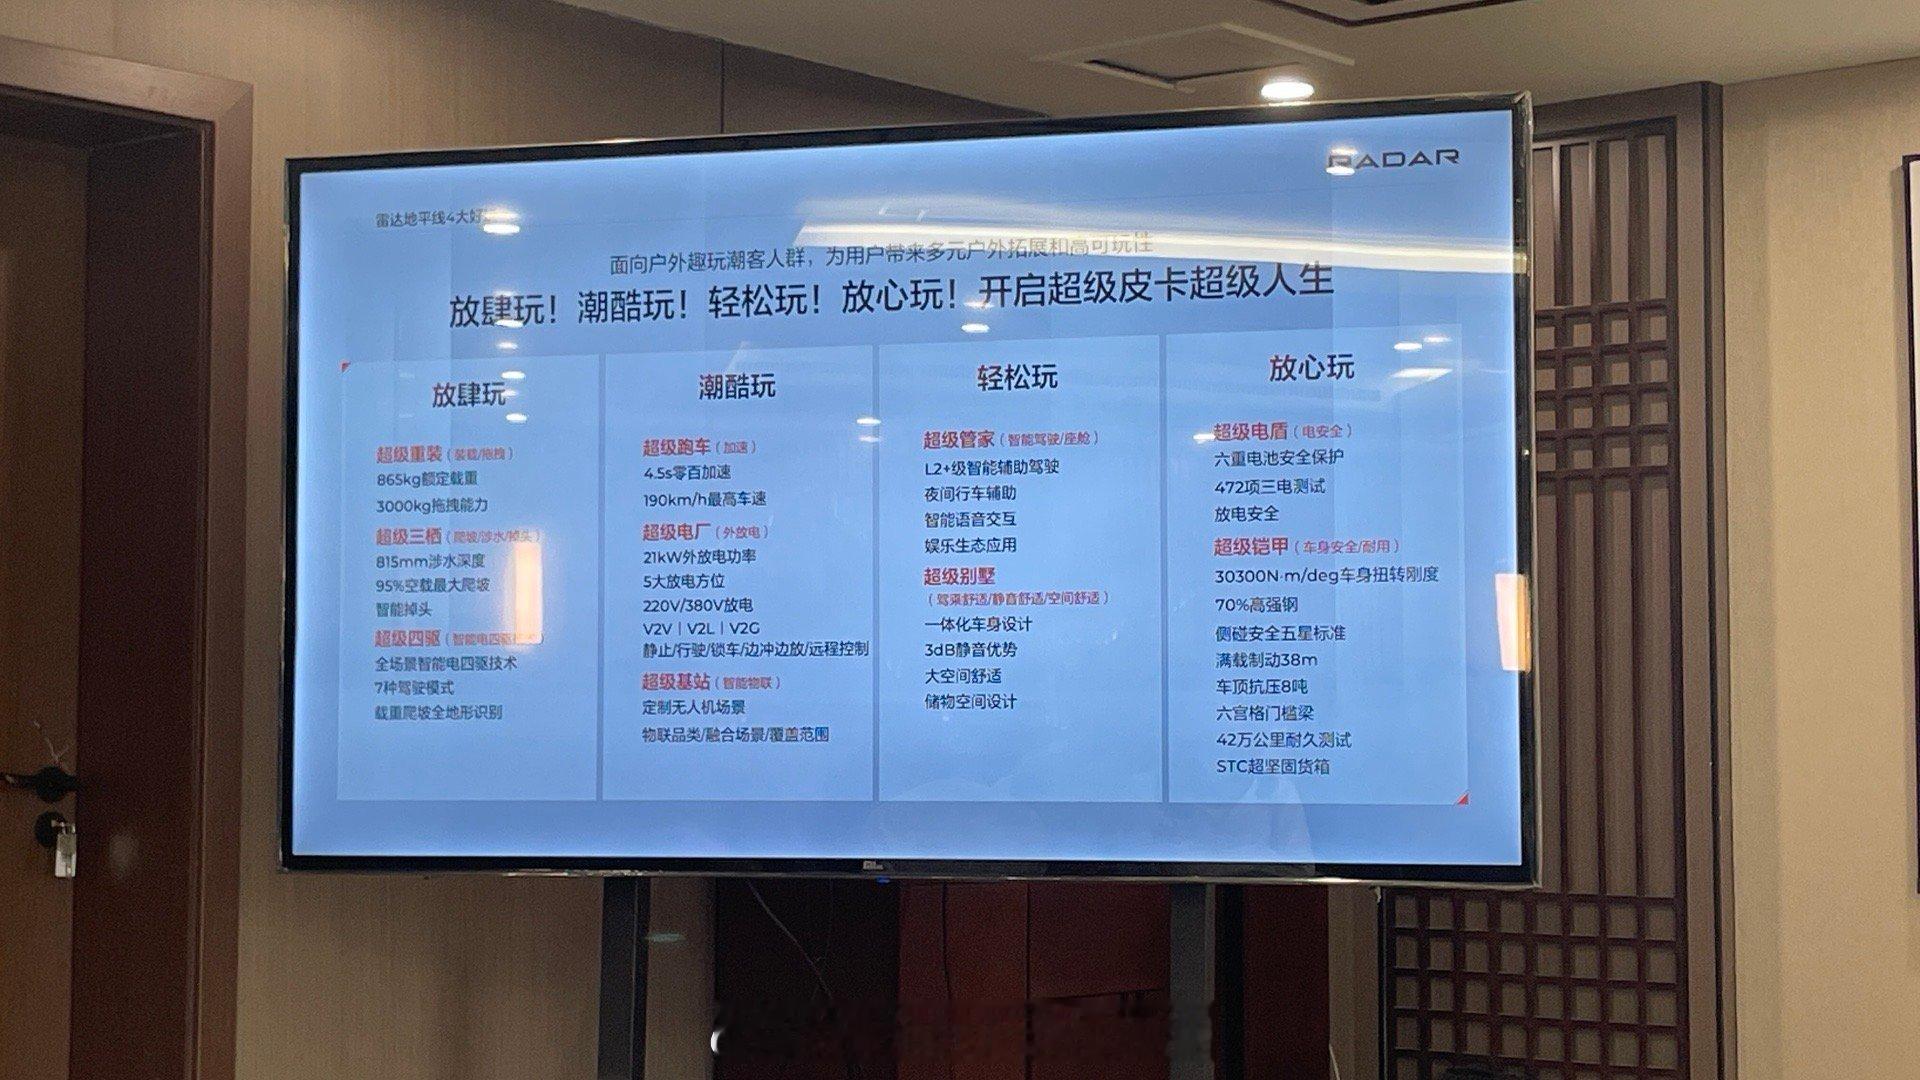 RADAR
雷达地平线4大好
面向户外趣玩潮客人群，为用户带来多元户外拓展和高可玩性
放肆玩！潮酷玩！轻松玩！放心玩！开启超级皮卡超级人生
放肆玩
超级重装（装载/拖拽）
865kg额定载重
3000kg拖拽能力
超级三栖（爬坡/涉水/掉头）
815mm涉水深度
95%空载最大爬坡
智能掉头
超级四驱（智能电四驱技术）
全场景智能电四驱技术
7种驾驶模式
载重爬坡全地形识别
潮酷玩
超级跑车（加速）
4.5s零百加速
190km/h最高车速
超级电厂（外放电）
21kW外放电功率
5大放电方位
220V/380V放电
V2V｜V2L｜V2G
静止/行驶/锁车/边冲边放/远程控制
超级基站（智能物联）
定制无人机场景
物联品类/融合场景/覆盖范围
轻松玩
超级管家（智能驾驶/座舱）
L2+级智能辅助驾驶
夜间行车辅助
智能语音交互
娱乐生态应用
超级别墅
（驾乘舒适/静音舒适/空间舒适）
一体化车身设计
3dB静音优势
大空间舒适
储物空间设计
放心玩
超级电盾（电安全）
六重电池安全保护
472项三电测试
放电安全
超级铠甲（车身安全/耐用）
30300N·m/deg车身扭转刚度
70%高强钢
侧碰安全五星标准
满载制动38m
车顶抗压8吨
六宫格门槛梁
42万公里耐久测试
STC超坚固货箱